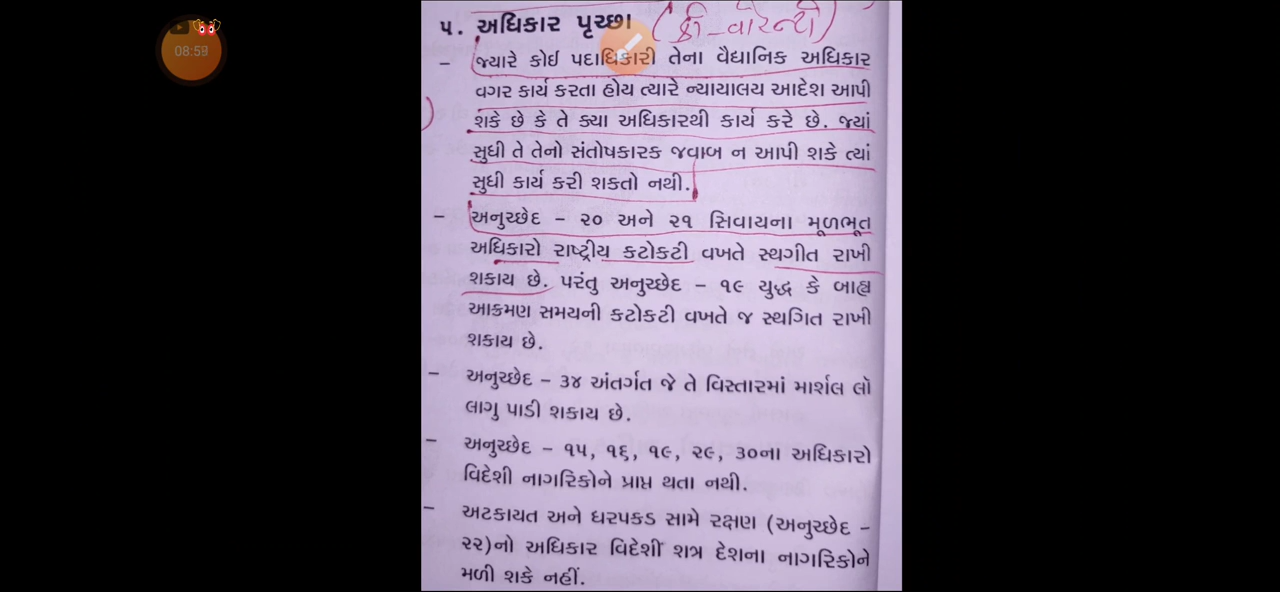 08:59
૫. અધિકાર પૃચ્છા (ક્વૉ-વોરન્ટો)
– જ્યારે કોઈ પદાધિકારી તેના વૈધાનિક અધિકાર
વગર કાર્ય કરતા હોય ત્યારે ન્યાયાલય આદેશ આપી
શકે છે કે તે ક્યા અધિકારથી કાર્ય કરે છે. જ્યાં
સુધી તે તેનો સંતોષકારક જવાબ ન આપી શકે ત્યાં
સુધી કાર્ય કરી શકતો નથી.
– અનુચ્છેદ – ૨૦ અને ૨૧ સિવાયના મૂળભૂત
અધિકારો રાષ્ટ્રીય કટોકટી વખતે સ્થગીત રાખી
શકાય છે. પરંતુ અનુચ્છેદ – ૧૯ યુદ્ધ કે બાહ્ય
આક્રમણ સમયની કટોકટી વખતે જ સ્થગિત રાખી
શકાય છે.
– અનુચ્છેદ – ૩૪ અંતર્ગત જે તે વિસ્તારમાં માર્શલ લૉ
લાગુ પાડી શકાય છે.
– અનુચ્છેદ – ૧૫, ૧૬, ૧૯, ૨૯, ૩૦ના અધિકારો
વિદેશી નાગરિકોને પ્રાપ્ત થતા નથી.
– અટકાયત અને ધરપકડ સામે રક્ષણ (અનુચ્છેદ –
૨૨)નો અધિકાર વિદેશી શત્ર દેશના નાગરિકોને
મળી શકે નહીં.